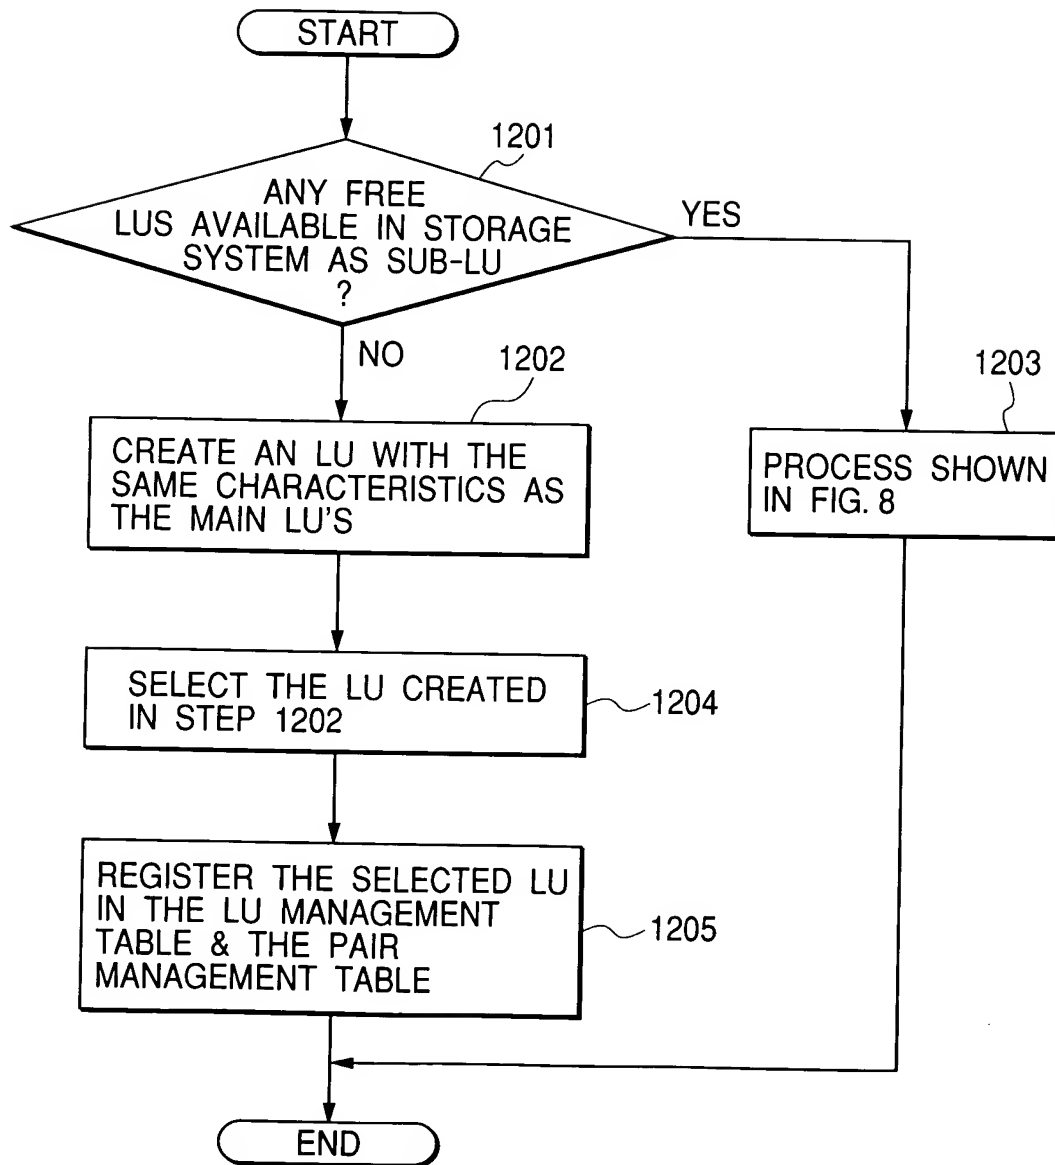 START
1201
ANY FREE
LUS AVAILABLE IN STORAGE
SYSTEM AS SUB-LU
?
YES
NO
1202
1203
CREATE AN LU WITH THE
SAME CHARACTERISTICS AS
THE MAIN LU'S
PROCESS SHOWN
IN FIG. 8
SELECT THE LU CREATED
IN STEP 1202
1204
REGISTER THE SELECTED LU
IN THE LU MANAGEMENT
TABLE & THE PAIR
MANAGEMENT TABLE
1205
END